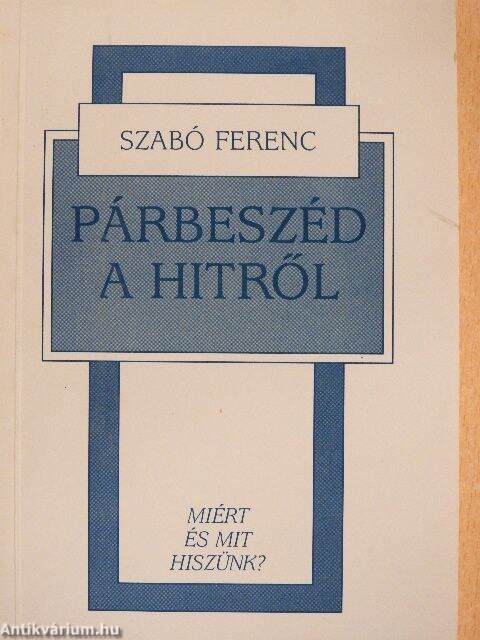 SZABÓ FERENC
PÁRBESZÉD
A HITRŐL
MIÉRT
ÉS MIT
HISZÜNK?
Antikvárium.hu